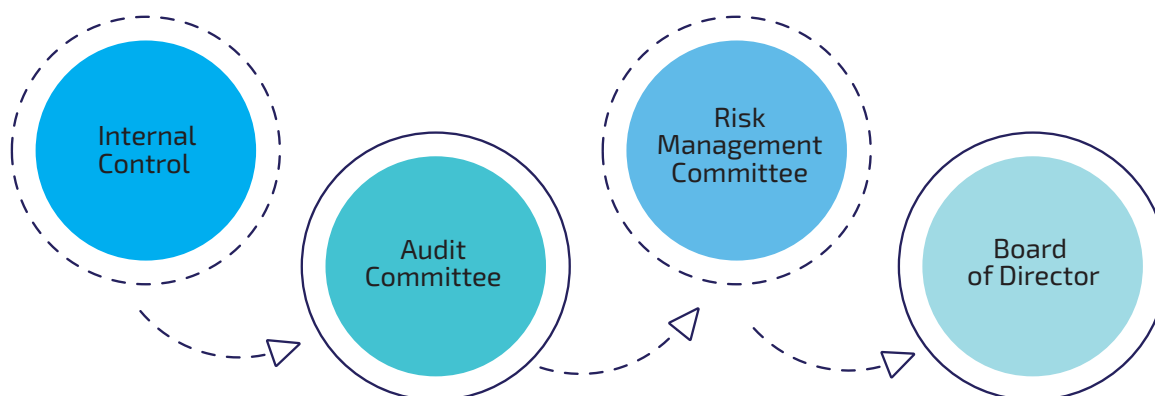 Internal
Control
Audit
Committee
Risk
Management
Committee
Board
of Director